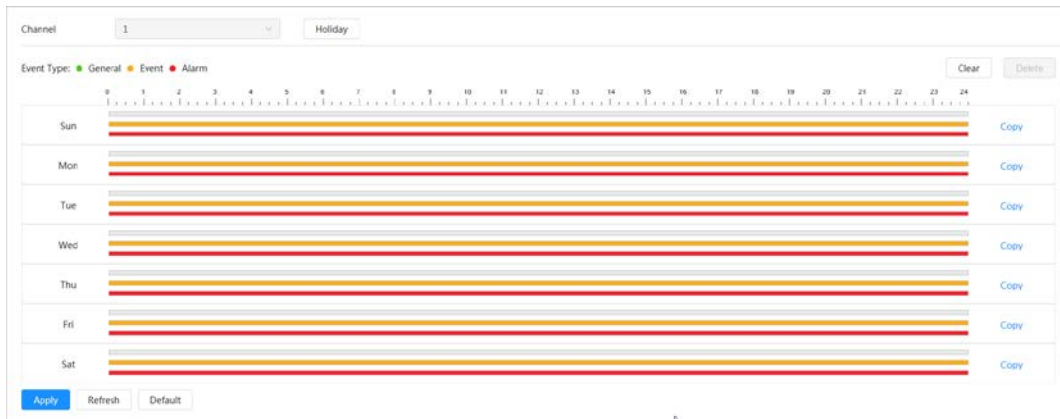 Channel 1 Holiday
Event Type: General Event Alarm Clear Delete
0 1 2 3 4 5 6 7 8 9 10 11 12 13 14 15 16 17 18 19 20 21 22 23 24
Sun Copy
Mon Copy
Tue Copy
Wed Copy
Thu Copy
Fri Copy
Sat Copy
Apply Refresh Default